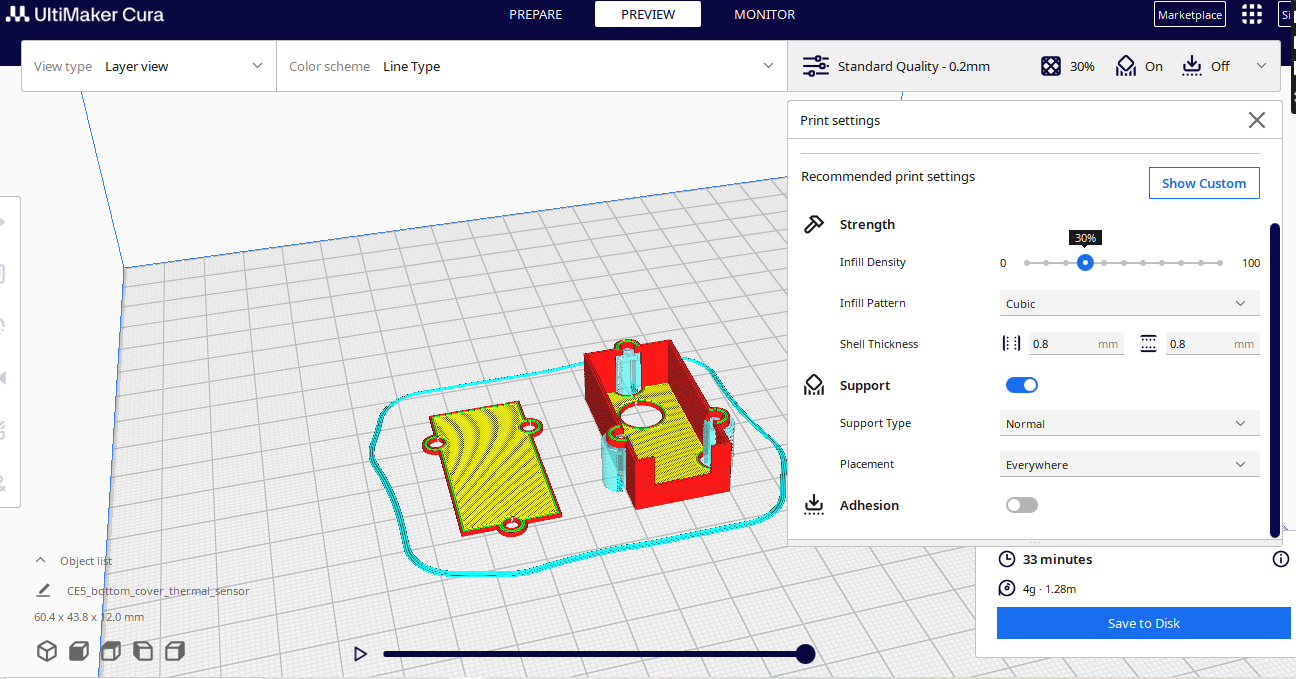 UltiMaker Cura
PREPARE
PREVIEW
MONITOR
Marketplace
Si
View type
Layer view
Color scheme
Line Type
Standard Quality - 0.2mm
30%
On
Off
Print settings
Recommended print settings
Show Custom
Strength
30%
Infill Density
0
100
Infill Pattern
Cubic
Shell Thickness
0.8
mm
0.8
mm
Support
Support Type
Normal
Placement
Everywhere
Adhesion
Object list
CE5_bottom_cover_thermal_sensor
60.4 x 43.8 x 12.0 mm
33 minutes
4g · 1.28m
Save to Disk